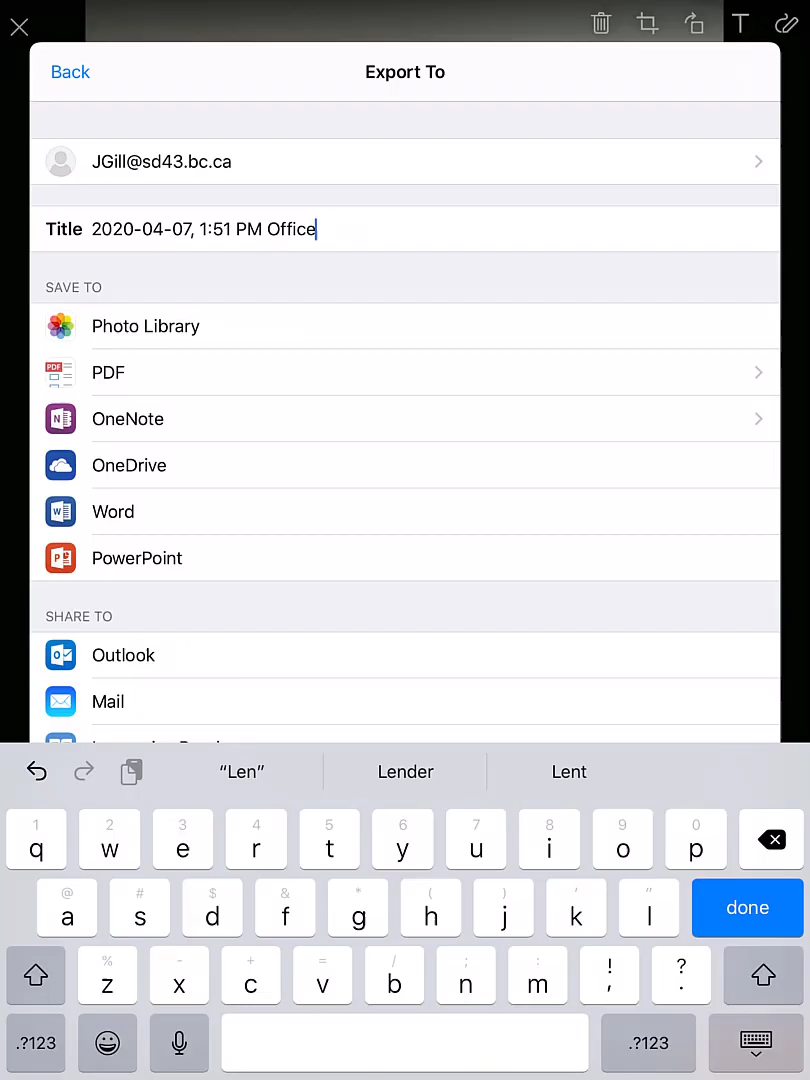 T
Back
Export To
JGill@sd43.bc.ca
Title 2020-04-07, 1:51 PM Office
SAVE TO
Photo Library
PDF PDF
N OneNote
OneDrive
W Word
P PowerPoint
SHARE TO
O Outlook
Mail
“Len” Lender Lent
1 2 3 4 5 6 7 8 9 0
q w e r t y u i o p
@ # $ & * ( ) ' "
a s d f g h j k l done
% - + = / ; : ! ?
z x c v b n m , .
.?123 .?123